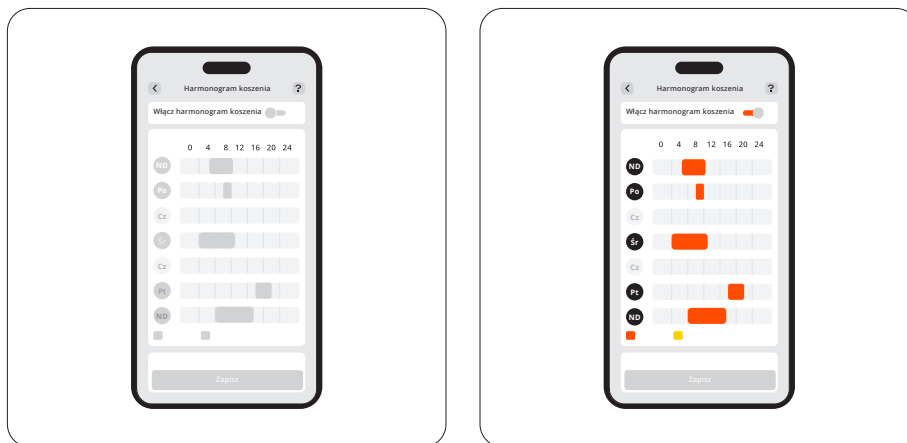 Harmonogram koszenia ?
Włącz harmonogram koszenia
0 4 8 12 16 20 24
ND
Po
Cz
Śr
Cz
Pt
ND
Zapisz
Harmonogram koszenia ?
Włącz harmonogram koszenia
0 4 8 12 16 20 24
ND
Po
Cz
Śr
Cz
Pt
ND
Zapisz